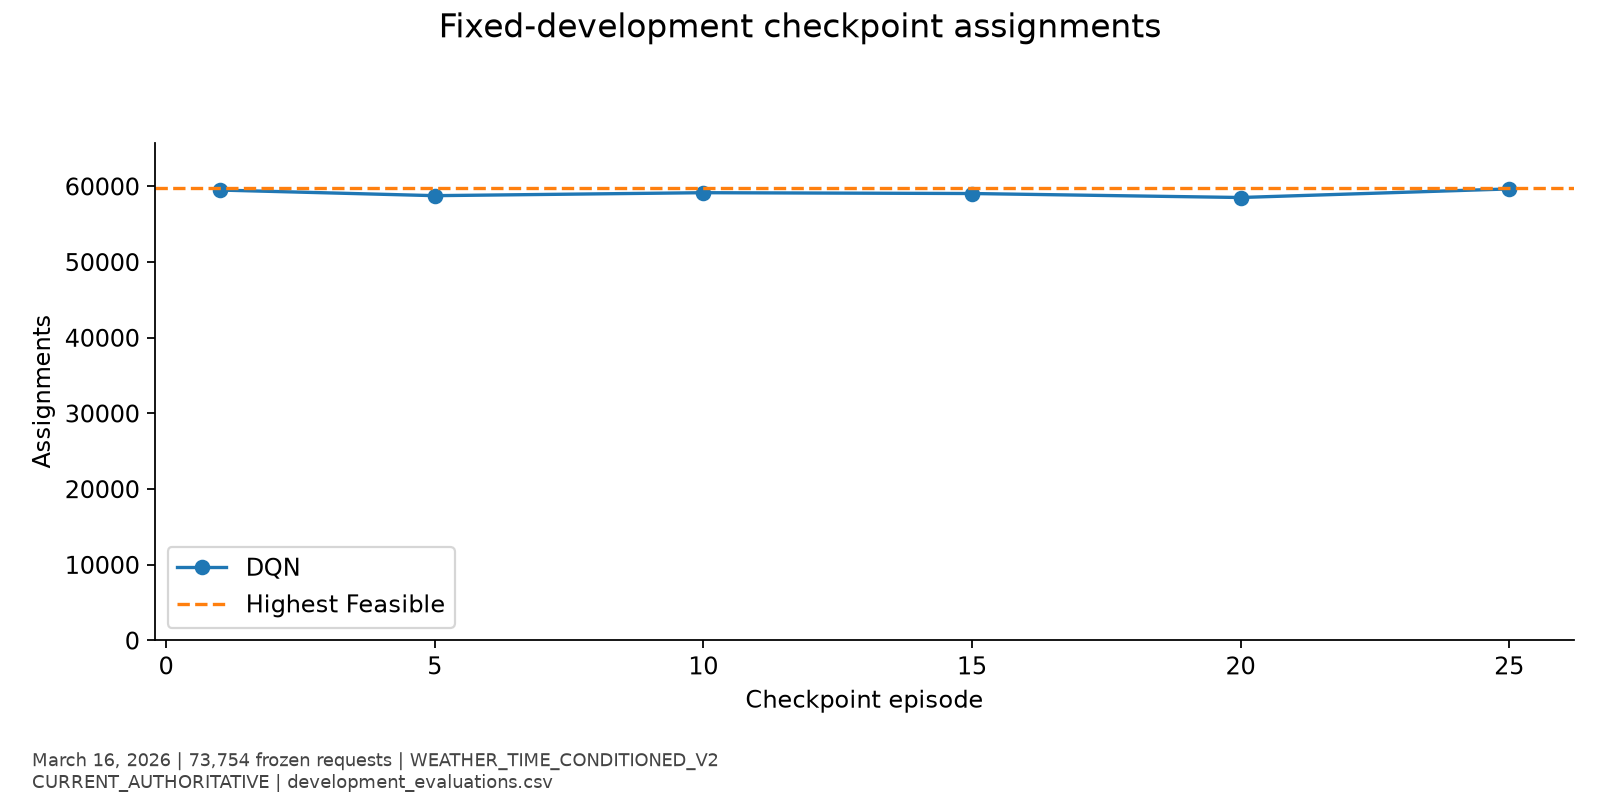 Fixed-development checkpoint assignments
Assignments
60000
50000
40000
30000
20000
10000
0
DQN
Highest Feasible
0 5 10 15 20 25
Checkpoint episode
March 16, 2026 | 73,754 frozen requests | WEATHER_TIME_CONDITIONED_V2
CURRENT_AUTHORITATIVE | development_evaluations.csv